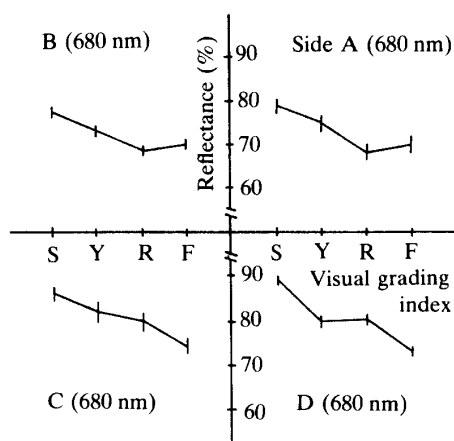 B (680 nm)
Side A (680 nm)
Reflectance (%)
90
80
70
60
S Y R F
S Y R F
Visual grading
index
90
80
70
60
C (680 nm)
D (680 nm)